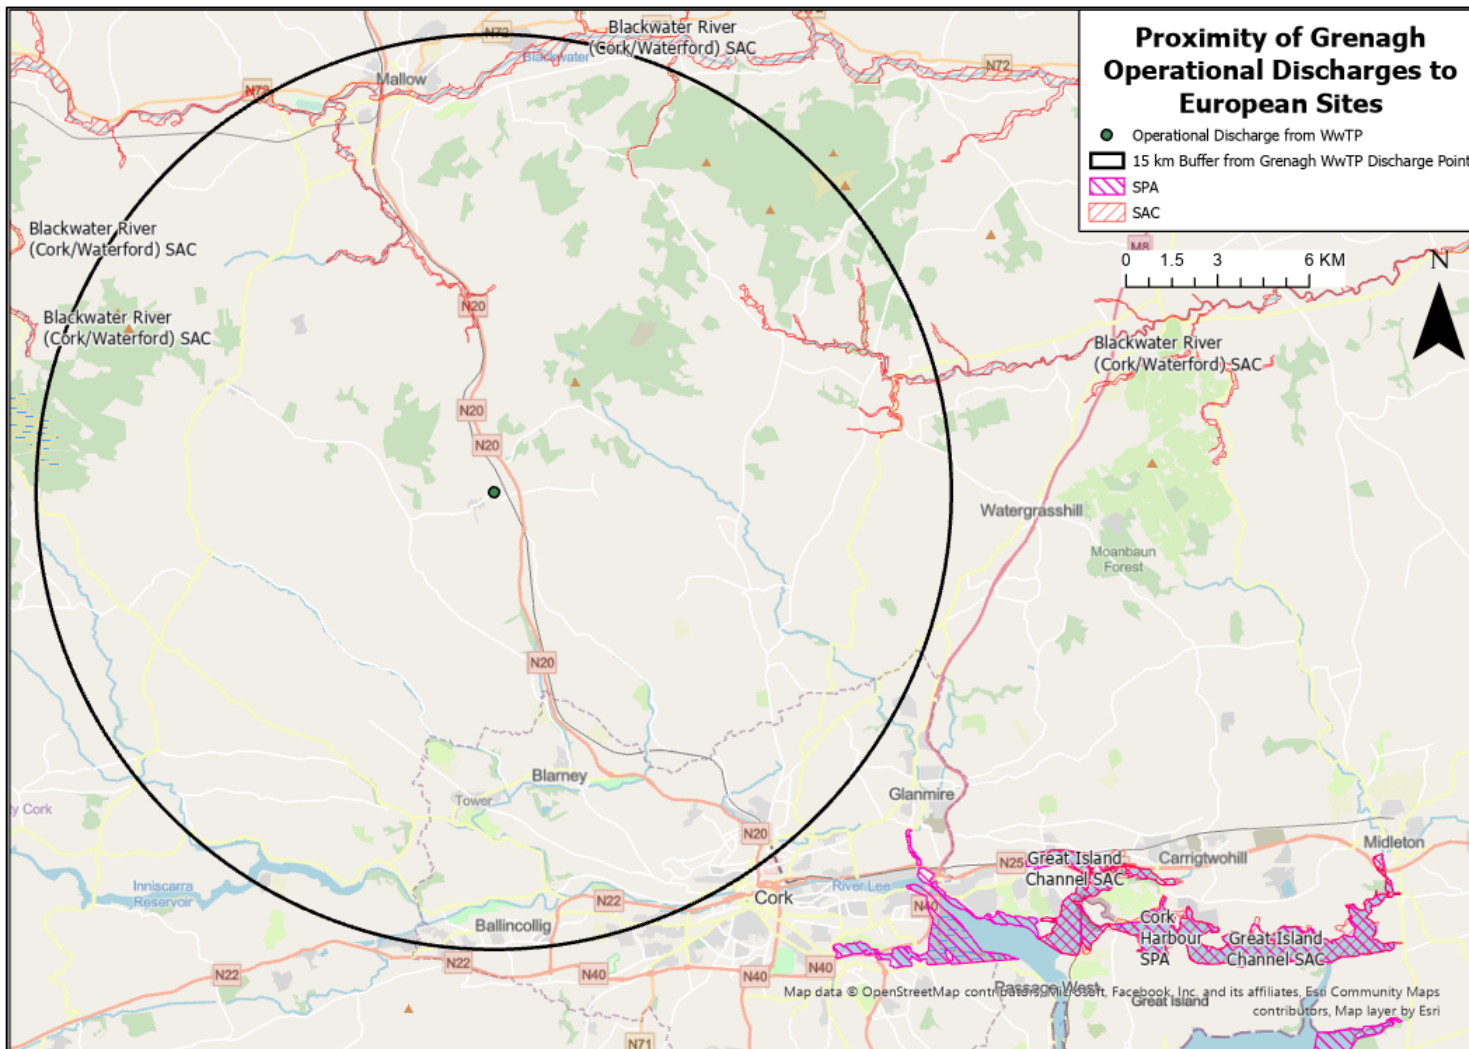 Proximity of Grenagh
Operational Discharges to
European Sites
Operational Discharge from WwTP
15 km Buffer from Grenagh WwTP Discharge Point
SPA
SAC
0 1.5 3 6 KM
N
N72
Blackwater River
(Cork/Waterford) SAC
Blackwater
N72
Mallow
N72
M8
Blackwater River
(Cork/Waterford) SAC
Blackwater River
(Cork/Waterford) SAC
N20
Blackwater River
(Cork/Waterford) SAC
N20
N20
Watergrasshill
Moanbaun
Forest
N20
Blarney
Tower
Glanmire
ty Cork
N20
Midleton
N25
Great Island
Channel SAC
Carrigtwohill
Inniscarra
Reservoir
River Lee
Cork
N22
N40
Ballincollig
Cork
Harbour
SPA
Great Island
Channel SAC
N22
N22
N40
N40
N40
Passage West
Great Island
Map data © OpenStreetMap contributors, Microsoft, Facebook, Inc. and its affiliates, Esri Community Maps
contributors, Map layer by Esri
N71